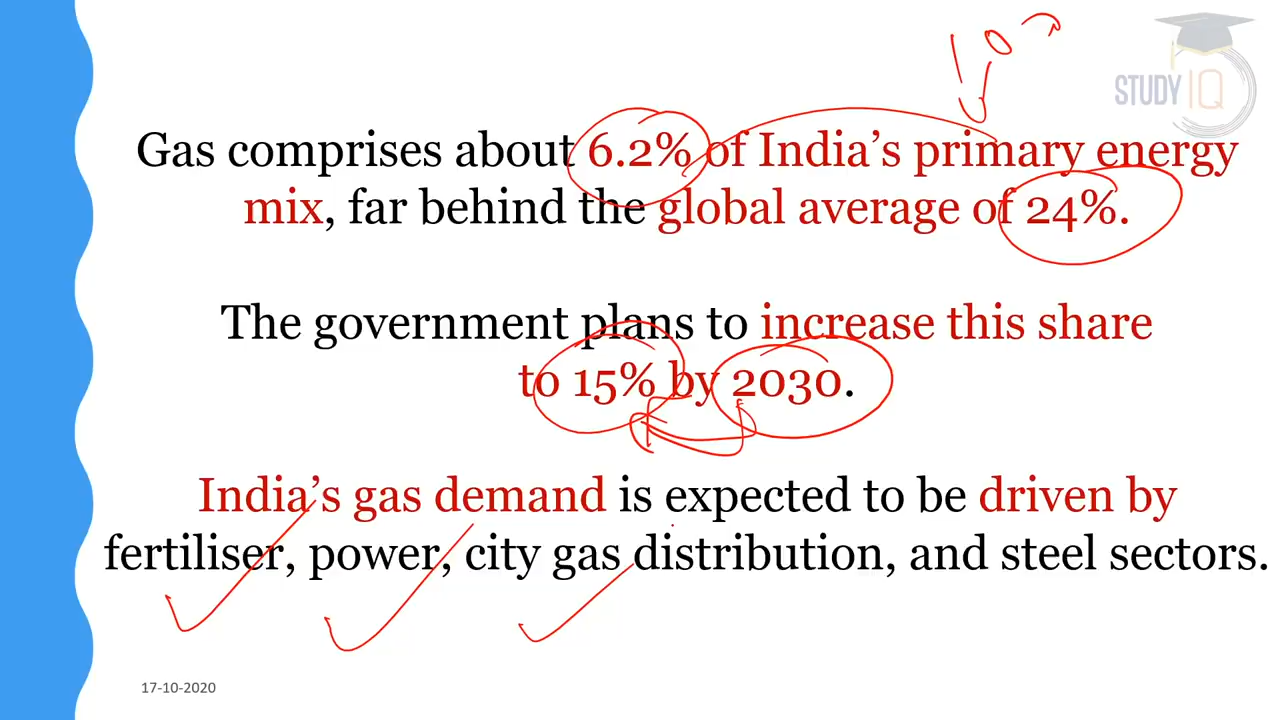 STUDY IQ
Gas comprises about 6.2% of India’s primary energy
mix, far behind the global average of 24%.
The government plans to increase this share
to 15% by 2030.
India’s gas demand is expected to be driven by
fertiliser, power, city gas distribution, and steel sectors.
17-10-2020